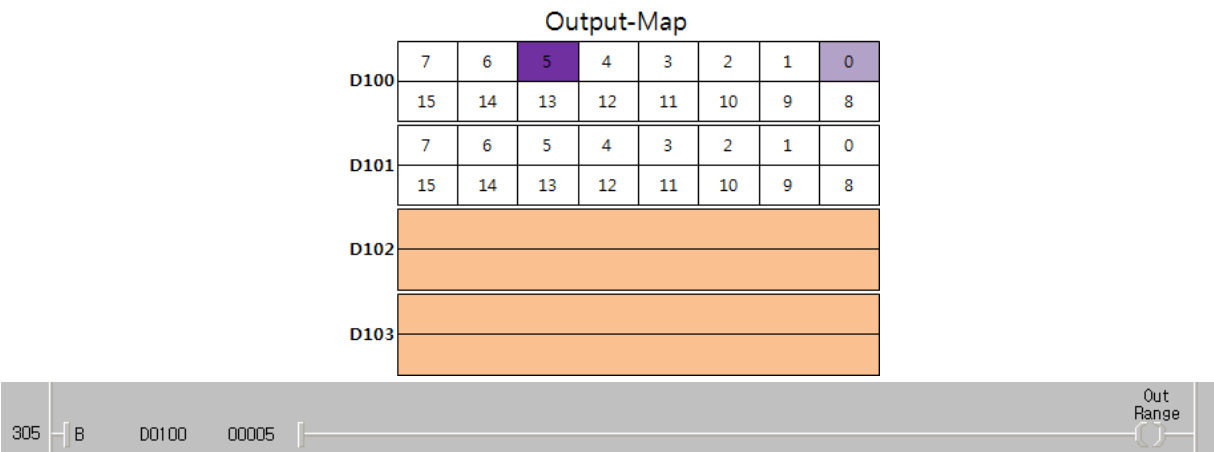 Output-Map
D100
7 6 5 4 3 2 1 0
15 14 13 12 11 10 9 8
D101
7 6 5 4 3 2 1 0
15 14 13 12 11 10 9 8
D102
D103
Out
Range
305 B D0100 00005